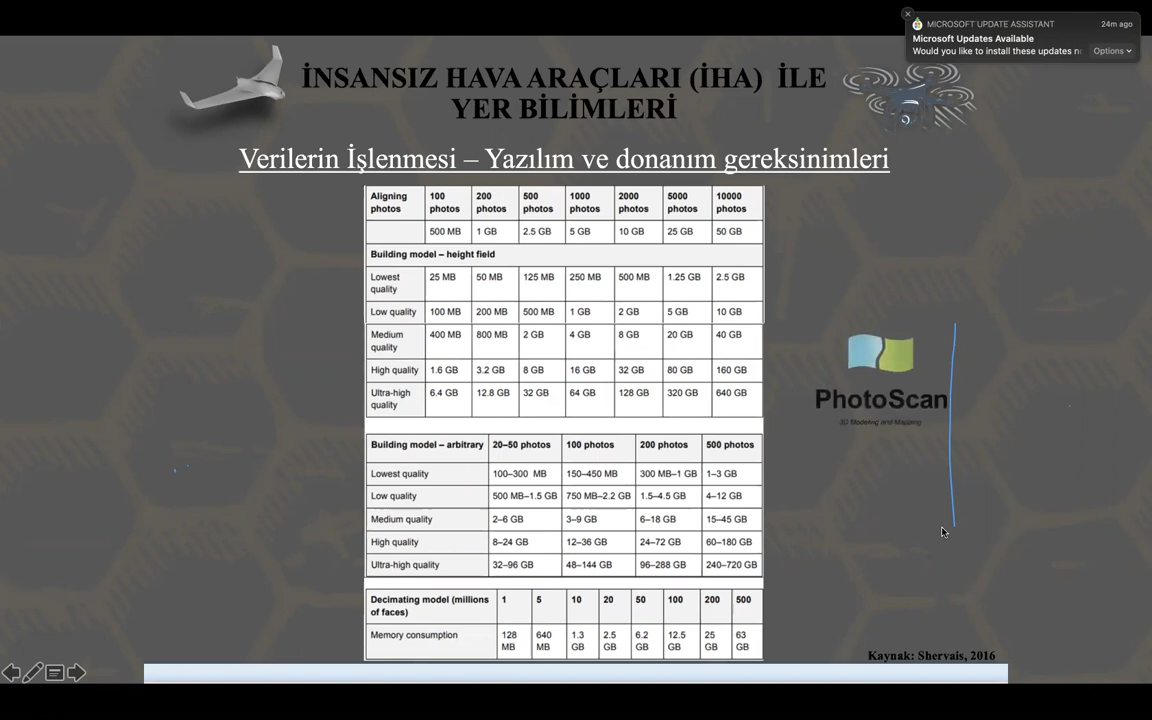 MICROSOFT UPDATE ASSISTANT 24m ago
Microsoft Updates Available
Would you like to install these updates n Options
İNSANSIZ HAVA ARAÇLARI (İHA) İLE
YER BİLİMLERİ
Verilerin İşlenmesi – Yazılım ve donanım gereksinimleri
Aligning photos 100 photos 200 photos 500 photos 1000 photos 2000 photos 5000 photos 10000 photos
500 MB 1 GB 2.5 GB 5 GB 10 GB 25 GB 50 GB
Building model – height field
Lowest quality 25 MB 50 MB 125 MB 250 MB 500 MB 1.25 GB 2.5 GB
Low quality 100 MB 200 MB 500 MB 1 GB 2 GB 5 GB 10 GB
Medium quality 400 MB 800 MB 2 GB 4 GB 8 GB 20 GB 40 GB
High quality 1.6 GB 3.2 GB 8 GB 16 GB 32 GB 80 GB 160 GB
Ultra-high quality 6.4 GB 12.8 GB 32 GB 64 GB 128 GB 320 GB 640 GB
Building model – arbitrary 20–50 photos 100 photos 200 photos 500 photos
Lowest quality 100–300 MB 150–450 MB 300 MB–1 GB 1–3 GB
Low quality 500 MB–1.5 GB 750 MB–2.2 GB 1.5–4.5 GB 4–12 GB
Medium quality 2–6 GB 3–9 GB 6–18 GB 15–45 GB
High quality 8–24 GB 12–36 GB 24–72 GB 60–180 GB
Ultra-high quality 32–96 GB 48–144 GB 96–288 GB 240–720 GB
Decimating model (millions of faces) 1 5 10 20 50 100 200 500
Memory consumption 128 MB 640 MB 1.3 GB 2.5 GB 6.2 GB 12.5 GB 25 GB 63 GB
PhotoScan
3D Modeling and Mapping
Kaynak: Shervais, 2016